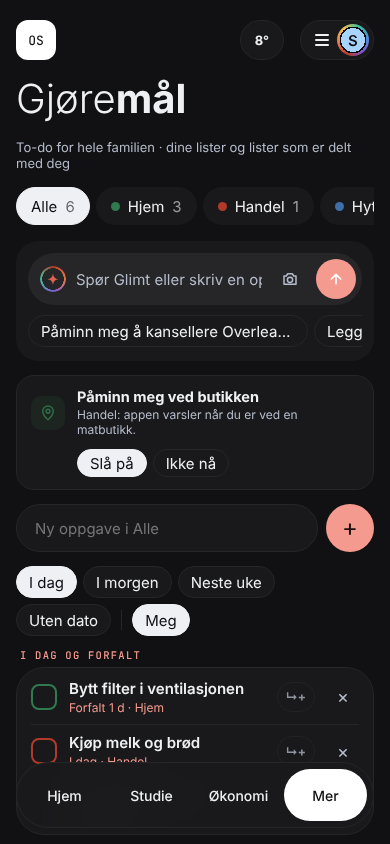 OS
8°
S
Gjøremål
To-do for hele familien · dine lister og lister som er delt
med deg
Alle 6
Hjem 3
Handel 1
Hyt
Spør Glimt eller skriv en op
Påminn meg å kansellere Overlea...
Legg
Påminn meg ved butikken
Handel: appen varsler når du er ved en
matbutikk.
Slå på
Ikke nå
Ny oppgave i Alle
+
I dag
I morgen
Neste uke
Uten dato
Meg
I DAG OG FORFALT
Bytt filter i ventilasjonen
Forfalt 1 d · Hjem
Kjøp melk og brød
I dag · Handel
Hjem
Studie
Økonomi
Mer